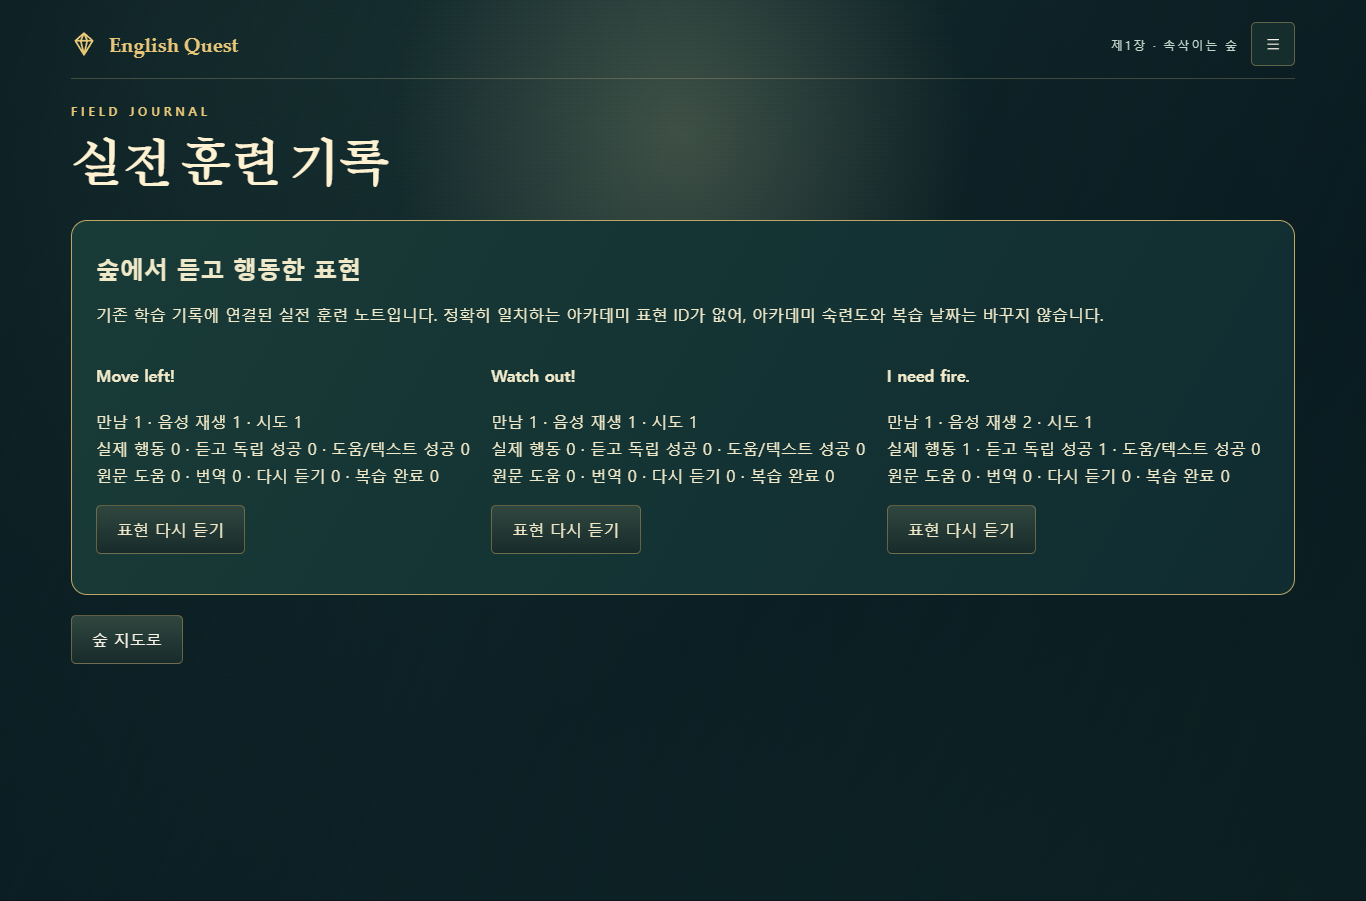 English Quest
제1장 · 속삭이는 숲
FIELD JOURNAL
실전 훈련 기록
숲에서 듣고 행동한 표현
기존 학습 기록에 연결된 실전 훈련 노트입니다. 정확히 일치하는 아카데미 표현 ID가 없어, 아카데미 숙련도와 복습 날짜는 바꾸지 않습니다.
Move left!
만남 1 · 음성 재생 1 · 시도 1
실제 행동 0 · 듣고 독립 성공 0 · 도움/텍스트 성공 0
원문 도움 0 · 번역 0 · 다시 듣기 0 · 복습 완료 0
표현 다시 듣기
Watch out!
만남 1 · 음성 재생 1 · 시도 1
실제 행동 0 · 듣고 독립 성공 0 · 도움/텍스트 성공 0
원문 도움 0 · 번역 0 · 다시 듣기 0 · 복습 완료 0
표현 다시 듣기
I need fire.
만남 1 · 음성 재생 2 · 시도 1
실제 행동 1 · 듣고 독립 성공 1 · 도움/텍스트 성공 0
원문 도움 0 · 번역 0 · 다시 듣기 0 · 복습 완료 0
표현 다시 듣기
숲 지도로